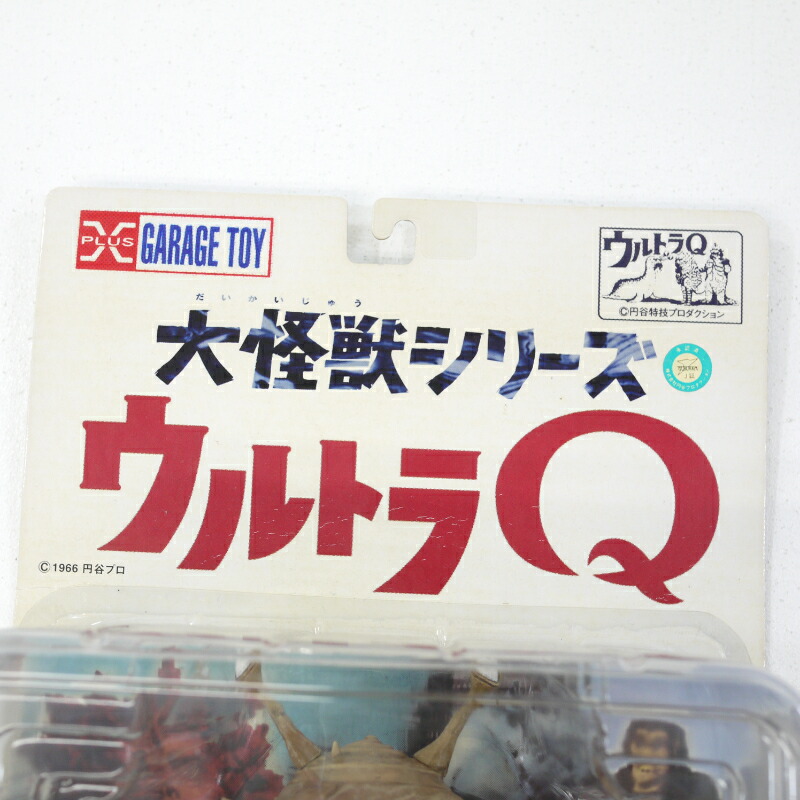 X PLUS GARAGE TOY
ウルトラQ
©円谷特技プロダクション
だいかいじゅう
大怪獣シリーズ
ウルトラQ
© 1966 円谷プロ